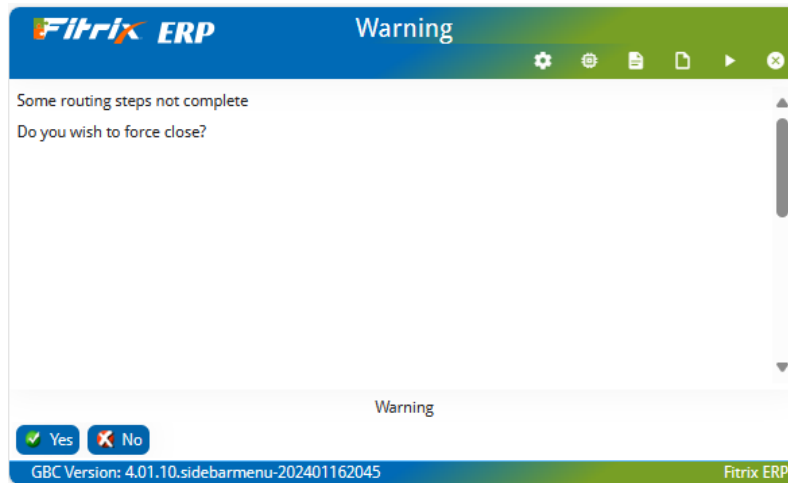 Fitrix ERP Warning
Some routing steps not complete
Do you wish to force close?
Warning
Yes No
GBC Version: 4.01.10.sidebarmenu-202401162045 Fitrix ERP